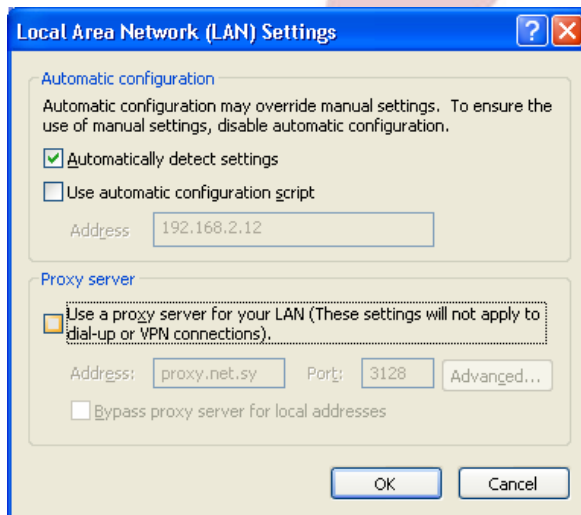 Local Area Network (LAN) Settings
Automatic configuration
Automatic configuration may override manual settings. To ensure the
use of manual settings, disable automatic configuration.
Automatically detect settings
Use automatic configuration script
Address 192.168.2.12
Proxy server
Use a proxy server for your LAN (These settings will not apply to
dial-up or VPN connections).
Address: proxy.net.sy Port: 3128 Advanced...
Bypass proxy server for local addresses
OK Cancel